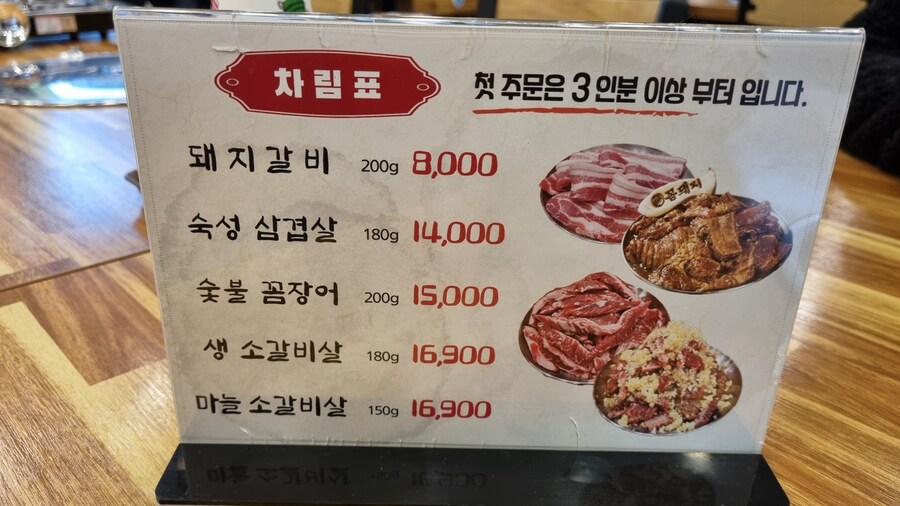 차림표
첫 주문은 3인분 이상 부터 입니다.
돼지갈비 200g 8,000
숙성 삼겹살 180g 14,000
숯불 꼼장어 200g 15,000
생 소갈비살 180g 16,900
마늘 소갈비살 150g 16,900